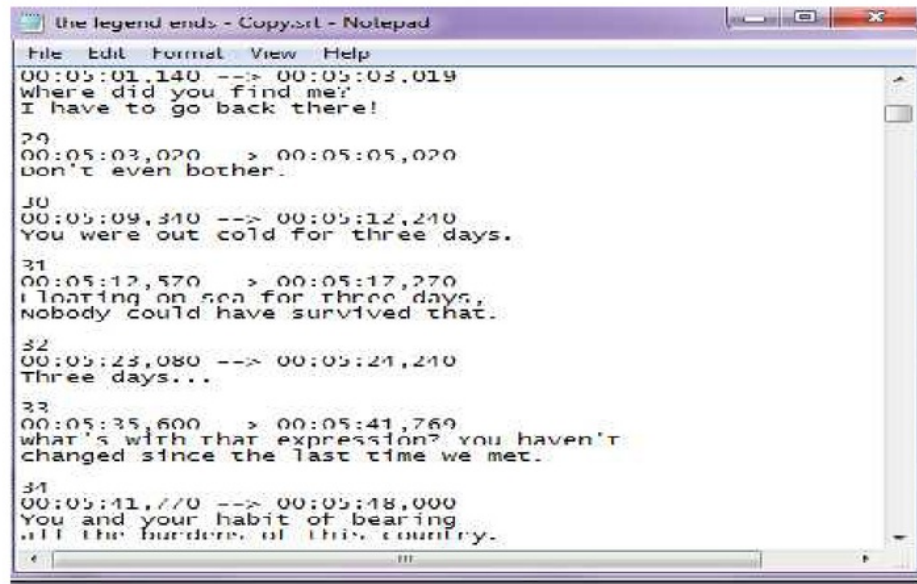 the legend ends - Copy.srt - Notepad
File Edit Format View Help
00:05:01,140 --> 00:05:03,019
Where did you find me?
I have to go back there!
29
00:05:03,020 --> 00:05:05,020
Don't even bother.
30
00:05:09,340 --> 00:05:12,240
You were out cold for three days.
31
00:05:12,570 --> 00:05:17,270
Floating on sea for three days,
Nobody could have survived that.
32
00:05:23,080 --> 00:05:24,240
Three days...
33
00:05:35,600 --> 00:05:41,769
What's with that expression? You haven't
changed since the last time we met.
34
00:05:41,770 --> 00:05:48,000
You and your habit of bearing
all the burdens of this country.